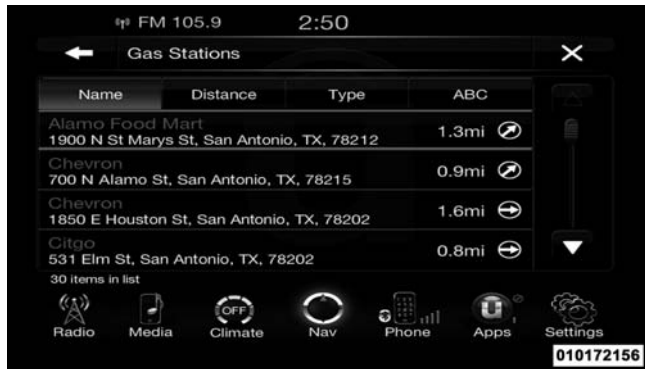 FM 105.9 2:50
Gas Stations
Name Distance Type ABC
Alamo Food Mart
1900 N St Marys St, San Antonio, TX, 78212 1.3mi
Chevron
700 N Alamo St, San Antonio, TX, 78215 0.9mi
Chevron
1850 E Houston St, San Antonio, TX, 78202 1.6mi
Citgo
531 Elm St, San Antonio, TX, 78202 0.8mi
30 items in list
OFF U
Radio Media Climate Nav Phone Apps Settings
010172156